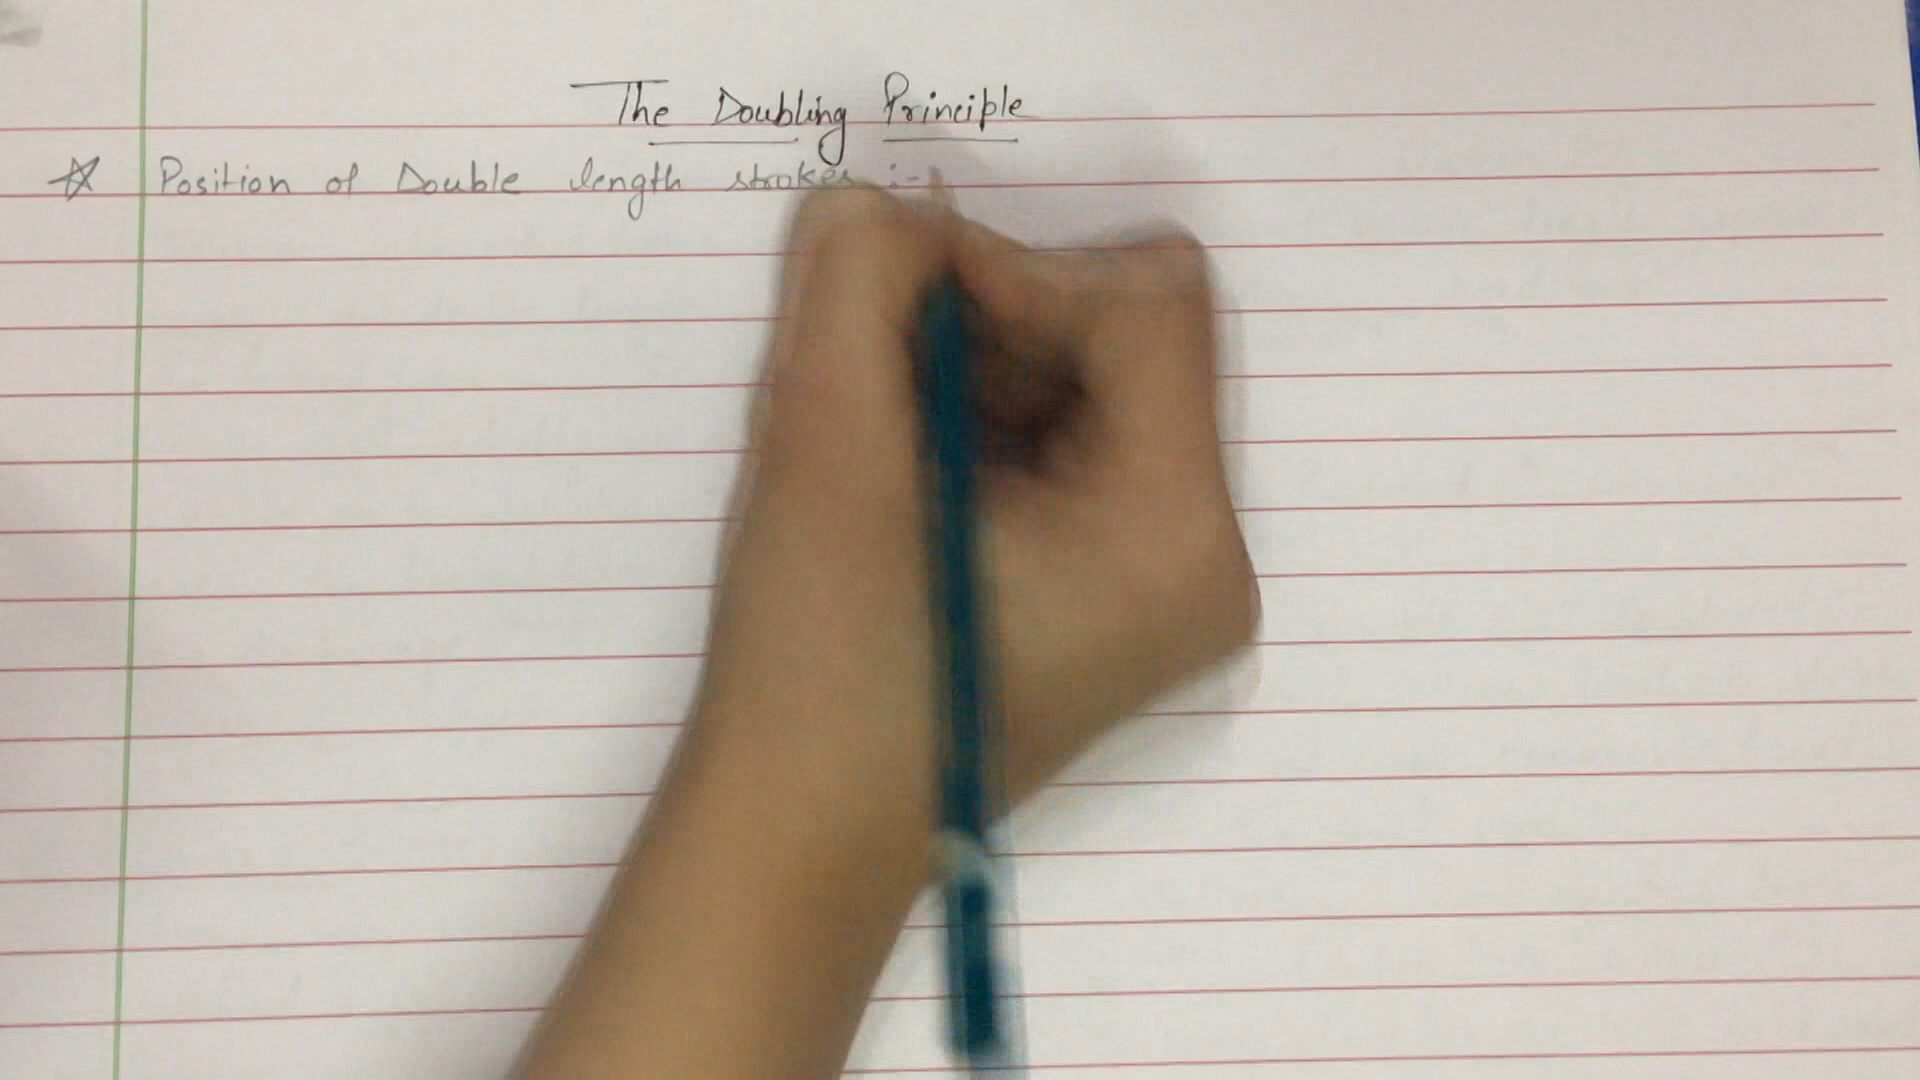 The Doubling Principle
☆ Position of Double length strokes :-